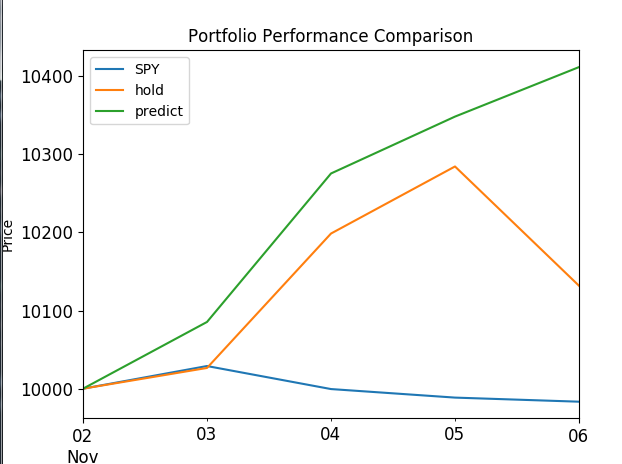 Portfolio Performance Comparison
SPY
hold
predict
10400
10300
10200
10100
10000
Price
02 03 04 05 06
Nov